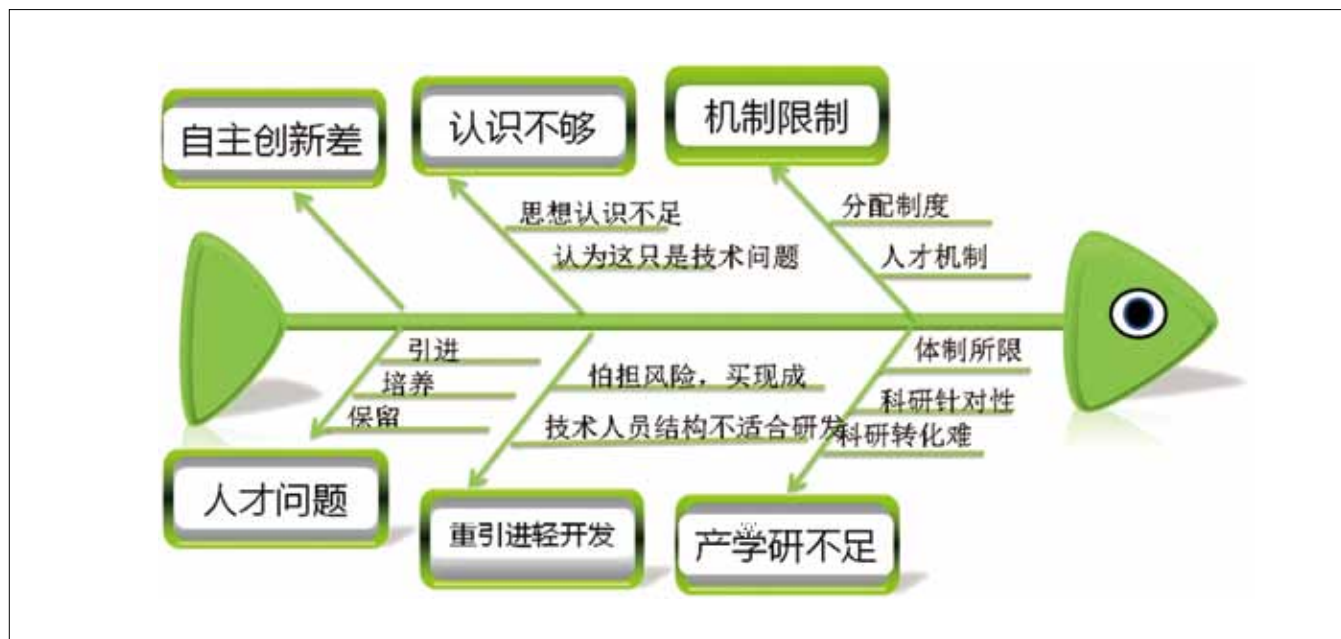 自主创新差
认识不够
机制限制
思想认识不足
认为这只是技术问题
分配制度
人才机制
引进
培养
保留
怕担风险，买现成
技术人员结构不适合研发
体制所限
科研针对性
科研转化难
人才问题
重引进轻开发
产学研不足